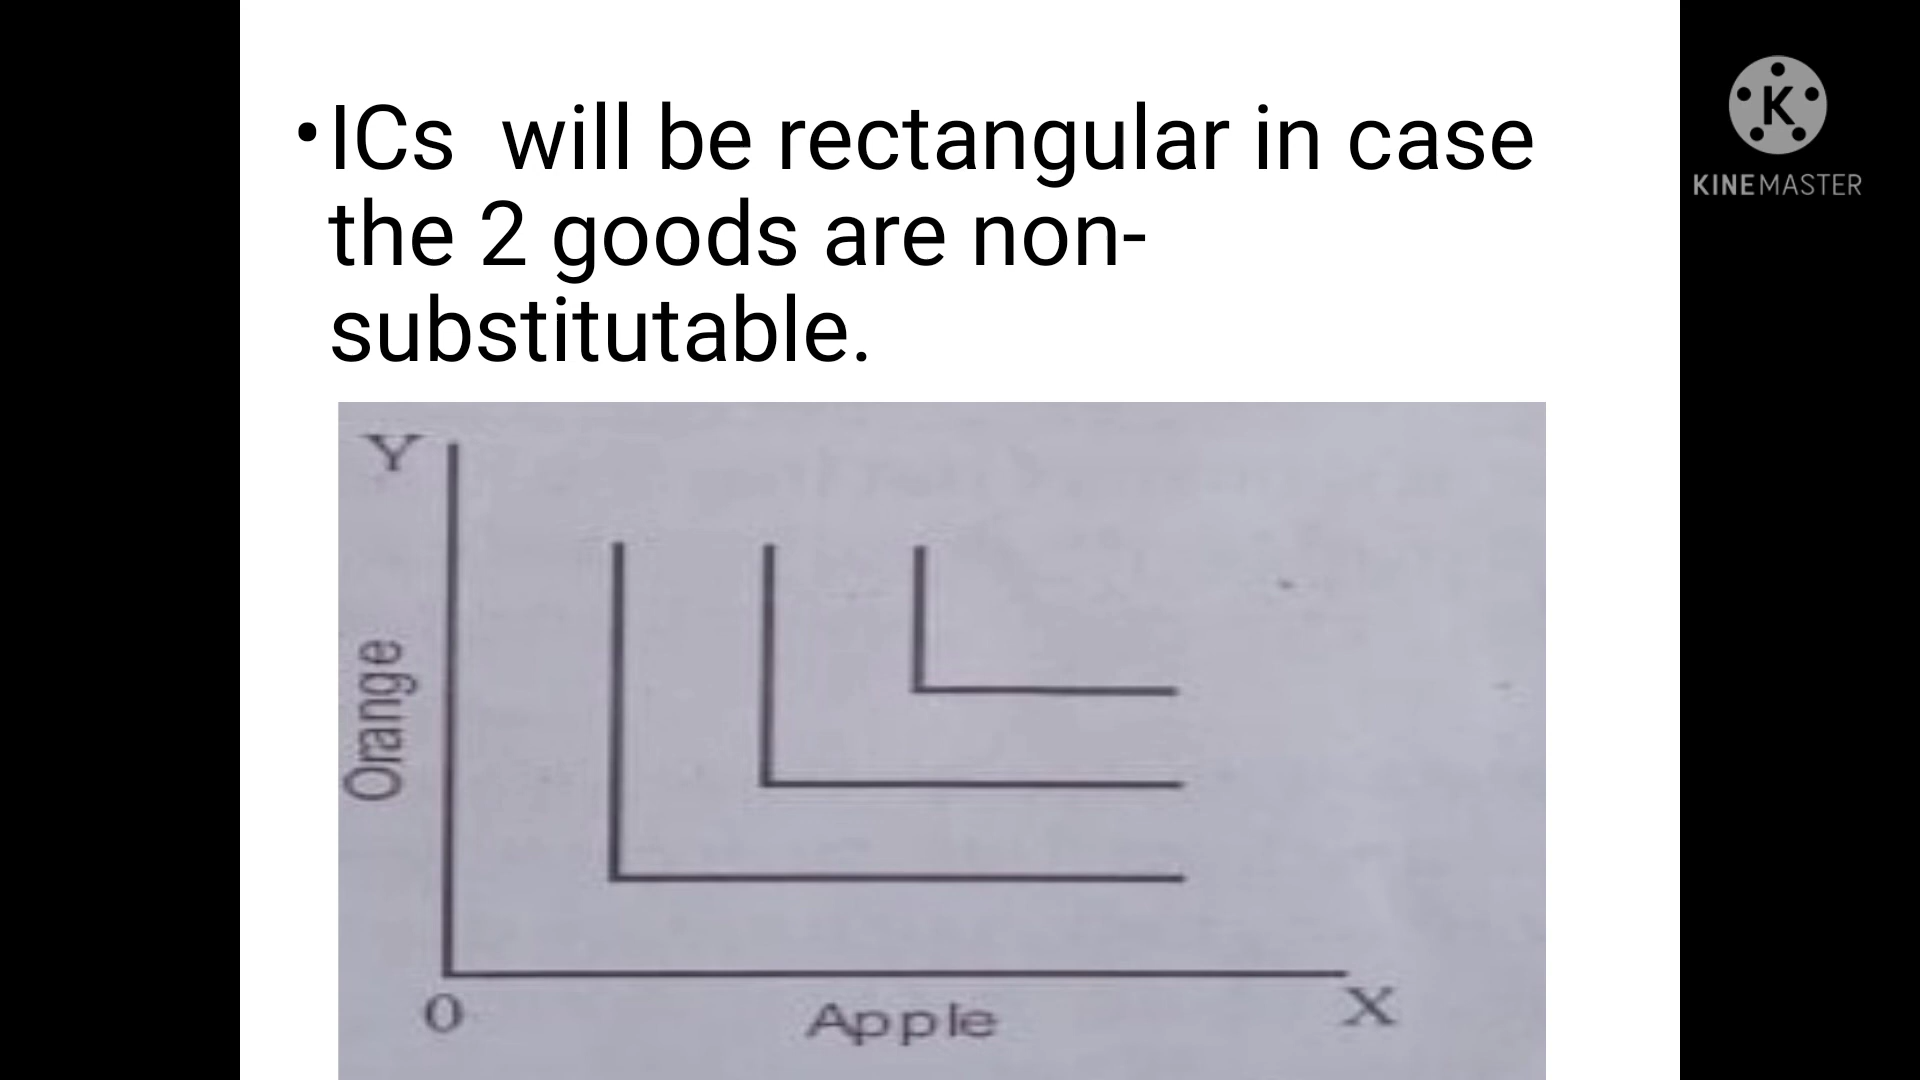 •ICs will be rectangular in case
the 2 goods are non-
substitutable.
K
KINEMASTER
Y
Orange
0
Apple
X